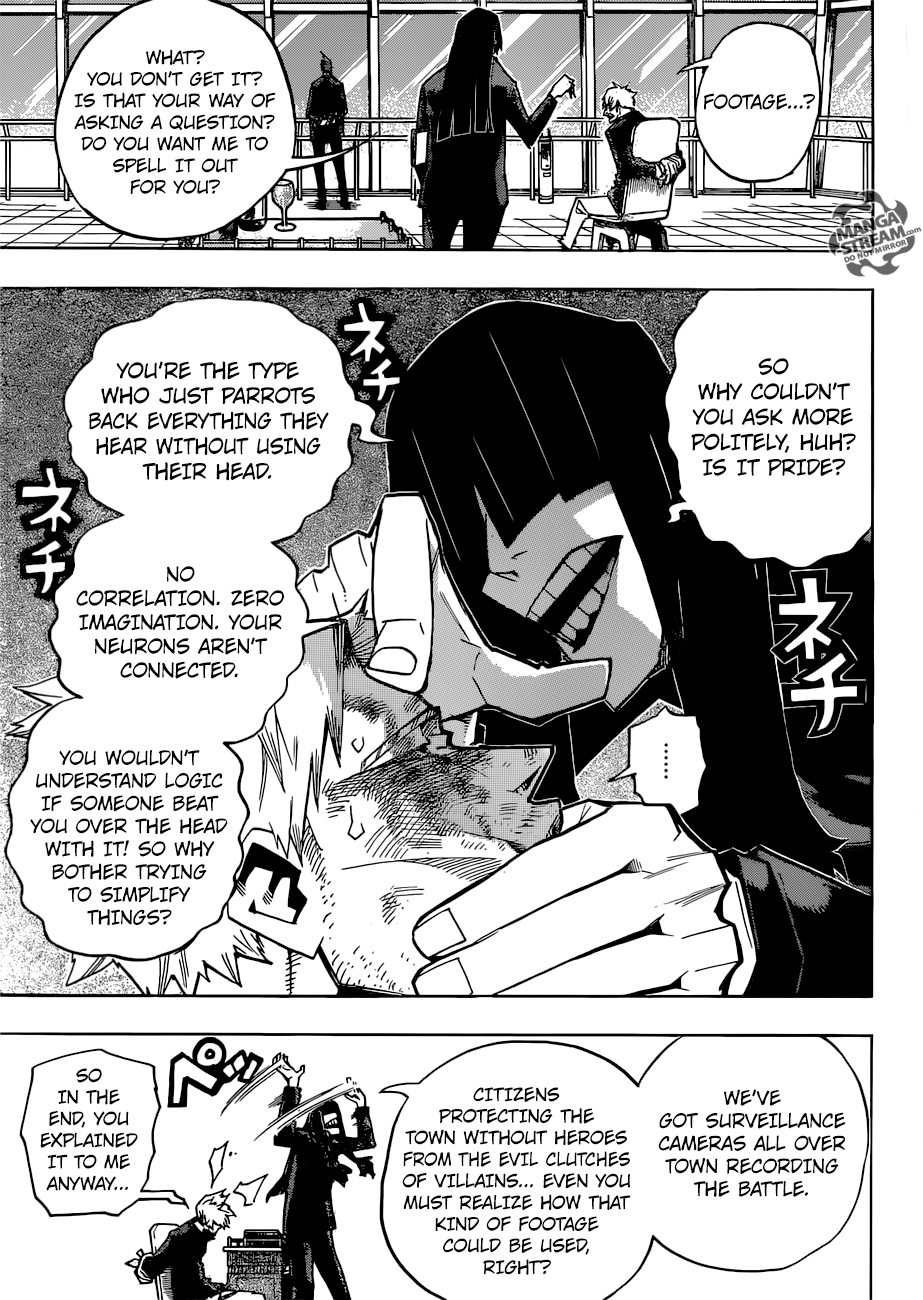 FOOTAGE...?
WHAT?
YOU DON'T GET IT?
IS THAT YOUR WAY OF
ASKING A QUESTION?
DO YOU WANT ME TO
SPELL IT OUT
FOR YOU?
MANGA
STREAM.com
DO NOT MIRROR
SO
WHY COULDN'T
YOU ASK MORE
POLITELY, HUH?
IS IT PRIDE?
ネチ
ネチ
YOU'RE THE TYPE
WHO JUST PARROTS
BACK EVERYTHING THEY
HEAR WITHOUT USING
THEIR HEAD.
ネチ
NO
CORRELATION. ZERO
IMAGINATION. YOUR
NEURONS AREN'T
CONNECTED.
YOU WOULDN'T
UNDERSTAND LOGIC
IF SOMEONE BEAT
YOU OVER THE HEAD
WITH IT! SO WHY
BOTHER TRYING
TO SIMPLIFY
THINGS?
........
WE'VE
GOT SURVEILLANCE
CAMERAS ALL OVER
TOWN RECORDING
THE BATTLE.
CITIZENS
PROTECTING THE
TOWN WITHOUT HEROES
FROM THE EVIL CLUTCHES
OF VILLAINS... EVEN YOU
MUST REALIZE HOW THAT
KIND OF FOOTAGE
COULD BE USED,
RIGHT?
ペッ
SO
IN THE
END, YOU
EXPLAINED
IT TO ME
ANYWAY...